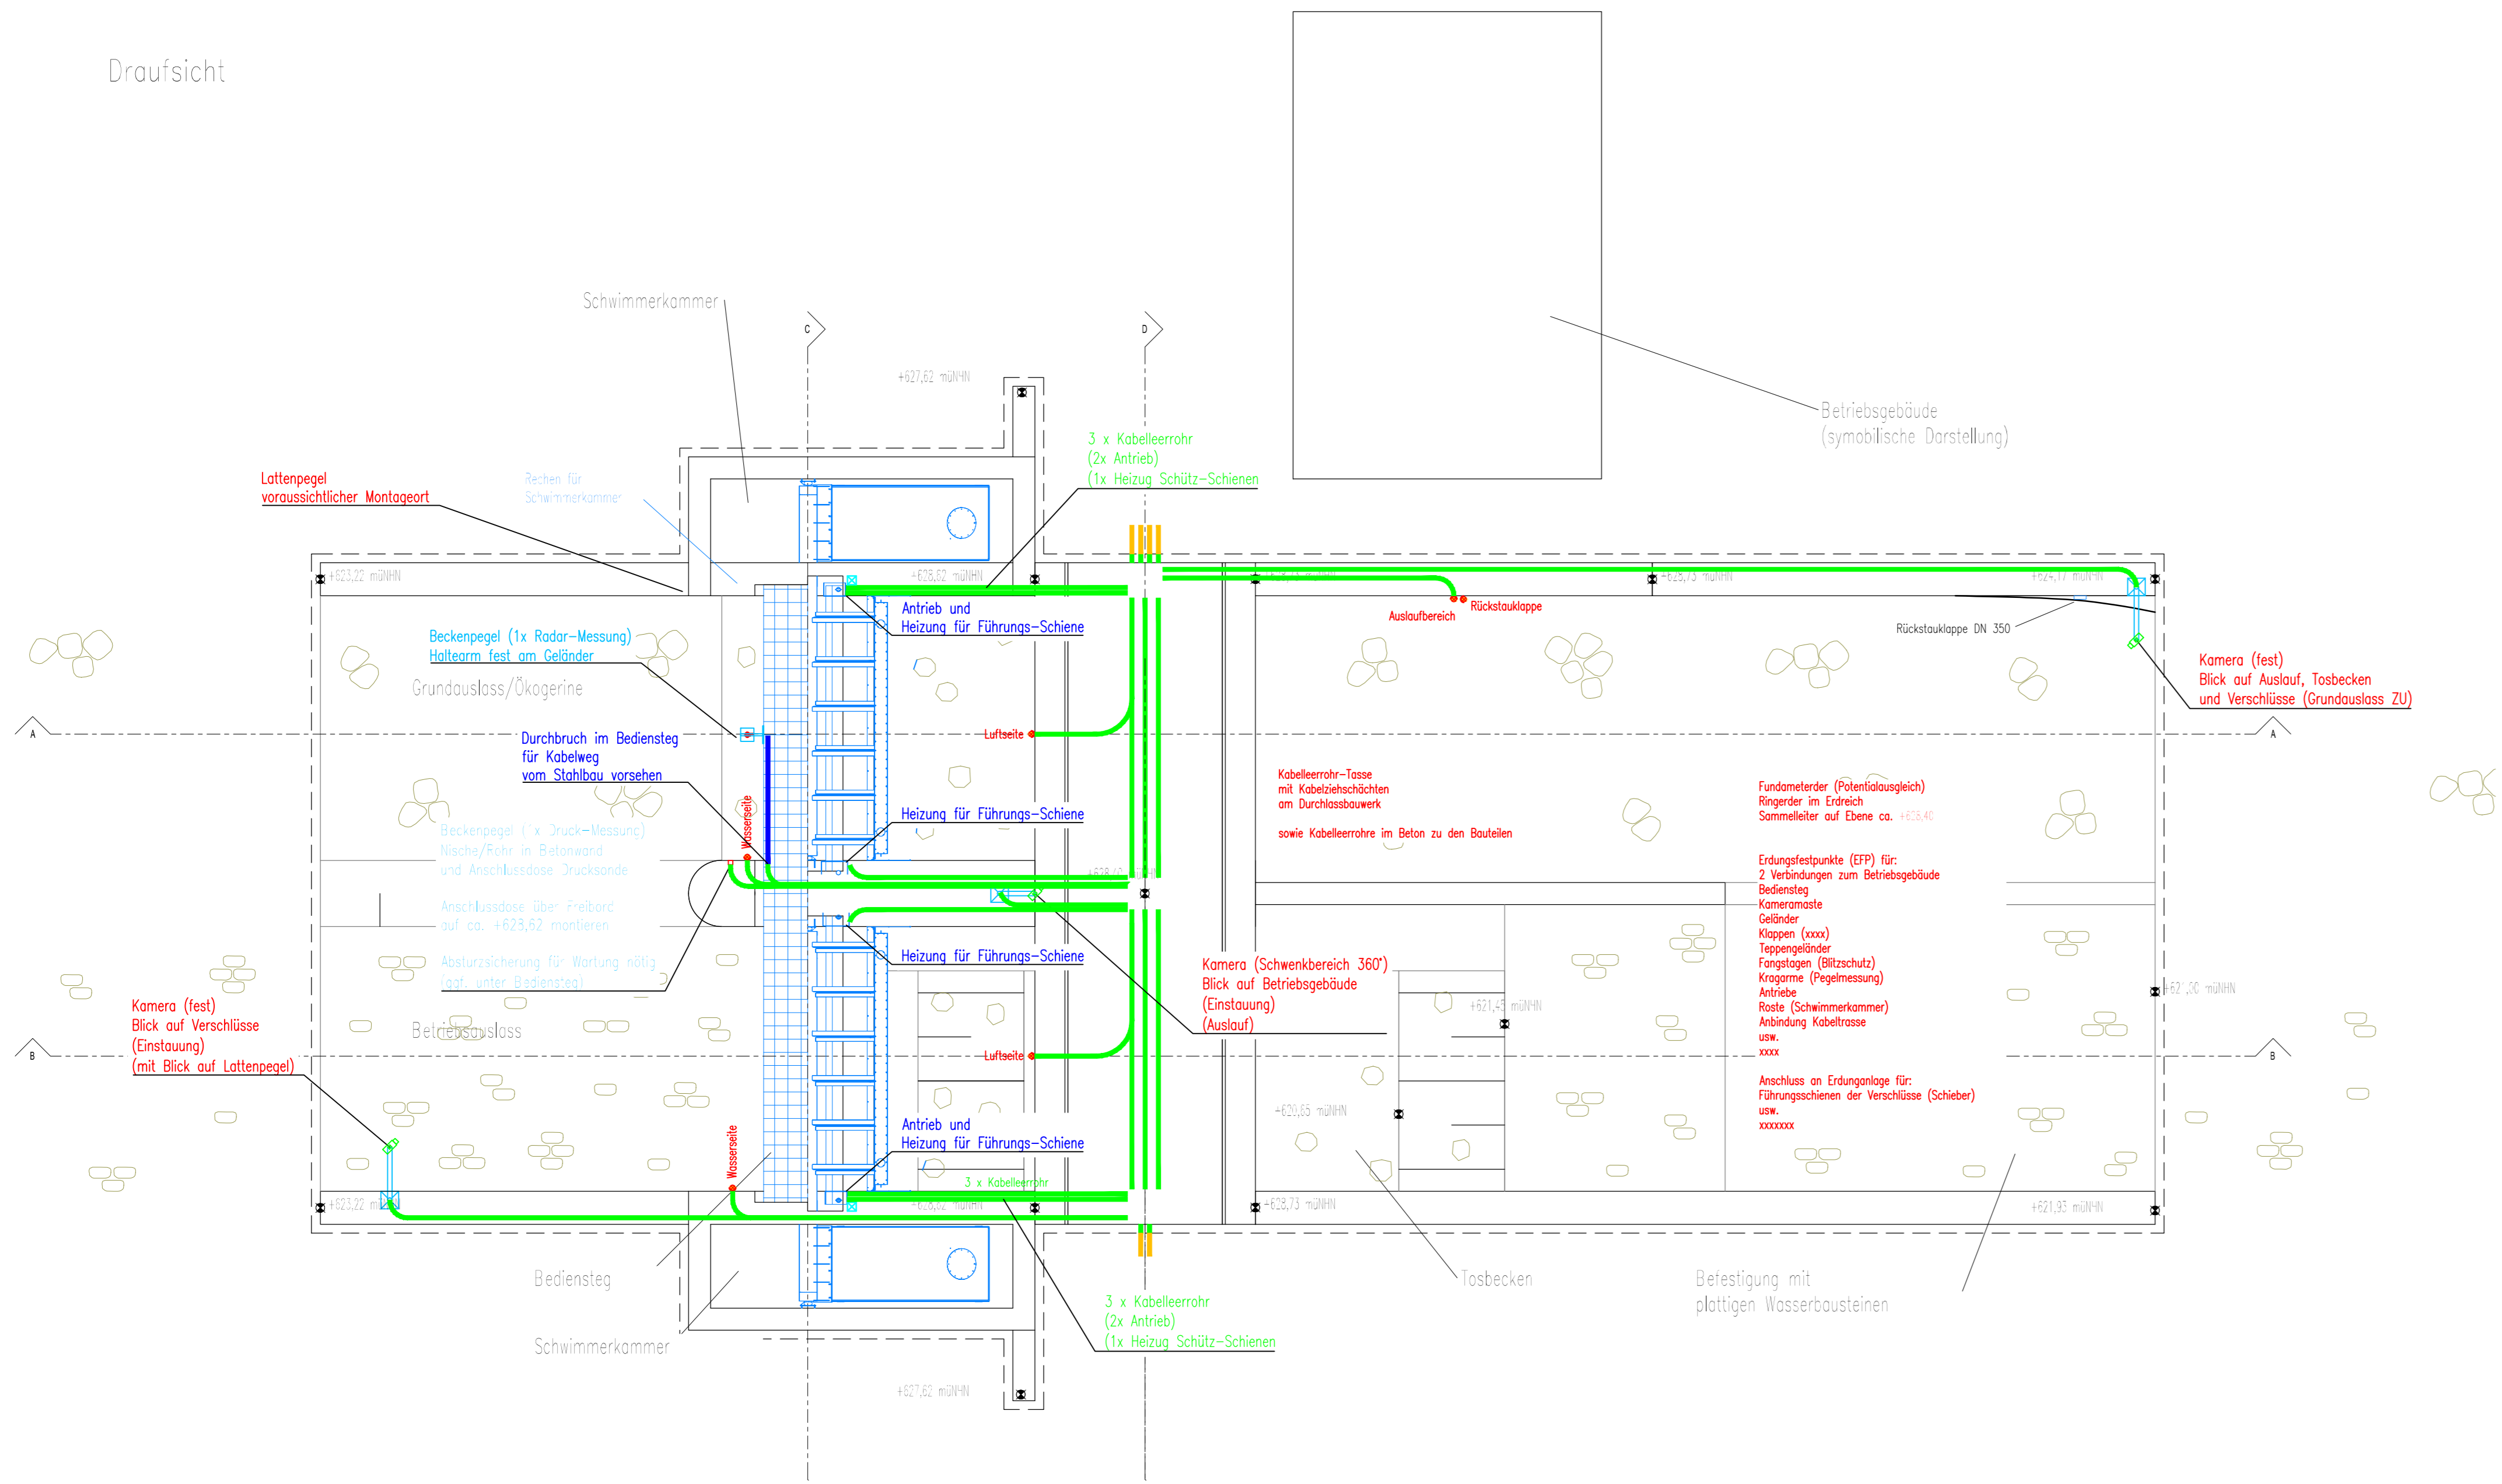 Draufsicht
Schwimmerkammer
C
D
+627,62 müNHN
Betriebsgebäude
(symobilische Darstellung)
3 x Kabelleerrohr
(2x Antrieb)
(1x Heizug Schütz-Schienen
Lattenpegel
voraussichtlicher Montageort
Rechen für
Schwimmerkammer
+623,22 müNHN
+628,62 müNHN
+628,73 müNHN
+624,17 müNHN
Antrieb und
Heizung für Führungs-Schiene
Auslaufbereich
Rückstauklappe
Rückstauklappe DN 350
Beckenpegel (1x Radar-Messung)
Haltearm fest am Geländer
Grundauslass/Ökogerine
Kamera (fest)
Blick auf Auslauf, Tosbecken
und Verschlüsse (Grundauslass ZU)
A
Luftseite
A
Durchbruch im Bediensteg
für Kabelweg
vom Stahlbau vorsehen
Wasserseite
Heizung für Führungs-Schiene
Kabelleerrohr-Tasse
mit Kabelziehschächten
am Durchlassbauwerk
sowie Kabelleerrohre im Beton zu den Bauteilen
Fundameterder (Potentialausgleich)
Ringerder im Erdreich
Sammelleiter auf Ebene ca. +628,40
Erdungsfestpunkte (EFP) für:
2 Verbindungen zum Betriebsgebäude
Bediensteg
Kameramaste
Geländer
Klappen (xxxx)
Teppengeländer
Fangstagen (Blitzschutz)
Kragarme (Pegelmessung)
Antriebe
Roste (Schwimmerkammer)
Anbindung Kabeltrasse
usw.
xxxx
Anschluss an Erdunganlage für:
Führungsschienen der Verschlüsse (Schieber)
usw.
xxxxxxx
Beckenpegel (1x Druck-Messung)
Nische/Rohr in Betonwand
und Anschlussdose Drucksonde
Anschlussdose über Freibord
auf ca. +628,62 montieren
Absturzsicherung für Wartung nötig
(ggf. unter Bediensteg)
Heizung für Führungs-Schiene
Kamera (Schwenkbereich 360°)
Blick auf Betriebsgebäude
(Einstauung)
(Auslauf)
+621,45 müNHN
Kamera (fest)
Blick auf Verschlüsse
(Einstauung)
(mit Blick auf Lattenpegel)
Betriebsauslass
B
Luftseite
B
+620,65 müNHN
Wasserseite
Antrieb und
Heizung für Führungs-Schiene
3 x Kabelleerrohr
+628,62 müNHN
+628,73 müNHN
+621,93 müNHN
Bediensteg
Tosbecken
Befestigung mit
plattigen Wasserbausteinen
3 x Kabelleerrohr
(2x Antrieb)
(1x Heizug Schütz-Schienen
Schwimmerkammer
+627,62 müNHN